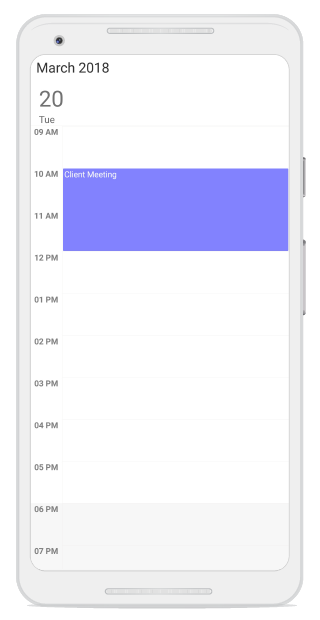 March 2018
20
Tue
09 AM
10 AM
Client Meeting
11 AM
12 PM
01 PM
02 PM
03 PM
04 PM
05 PM
06 PM
07 PM